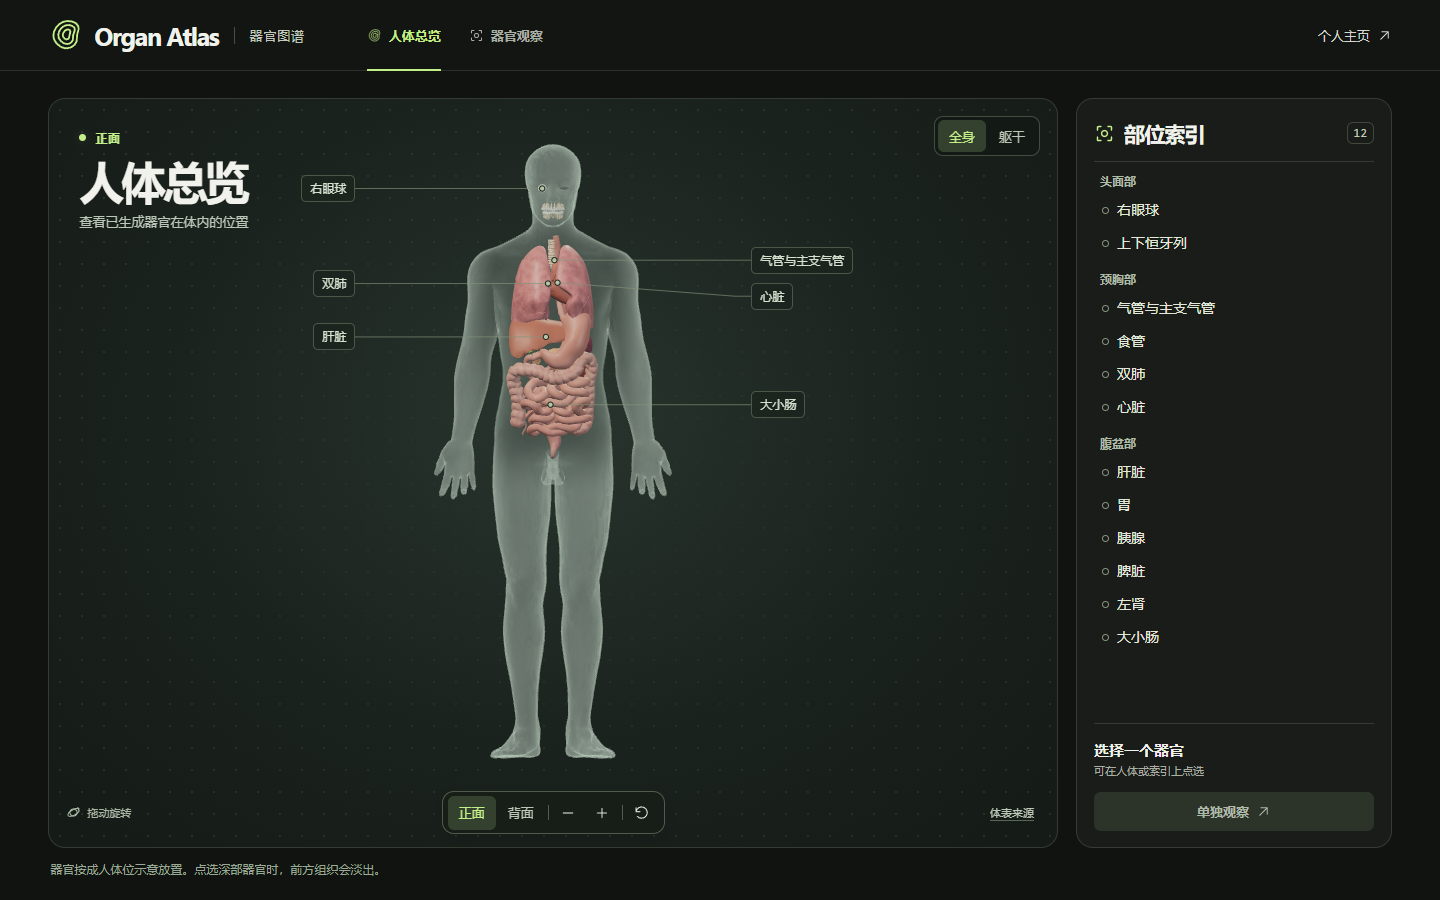 Organ Atlas
器官图谱
人体总览
器官观察
个人主页
正面
人体总览
查看已生成器官在体内的位置
全身
躯干
右眼球
双肺
肝脏
气管与主支气管
心脏
大小肠
拖动旋转
正面
背面
体表来源
部位索引
12
头面部
右眼球
上下恒牙列
颈胸部
气管与主支气管
食管
双肺
心脏
腹盆部
肝脏
胃
胰腺
脾脏
左肾
大小肠
选择一个器官
可在人体或索引上点选
单独观察
器官按成人体位示意放置。点选深部器官时，前方组织会淡出。